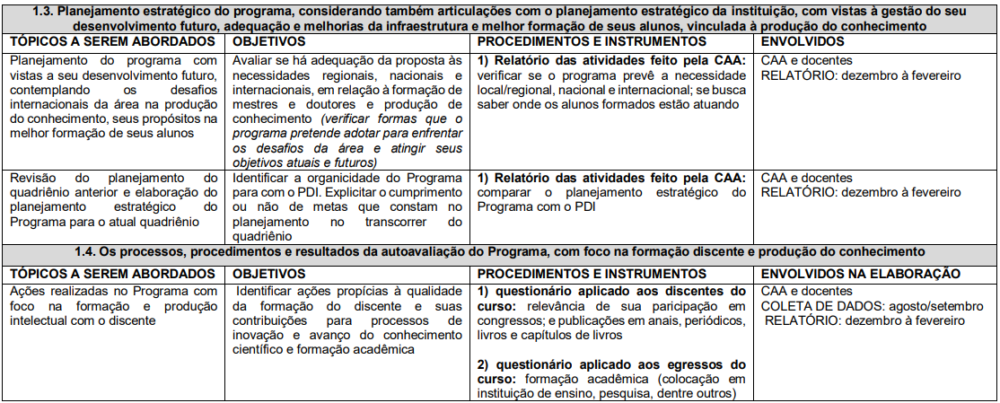 1.3. Planejamento estratégico do programa, considerando também articulações com o planejamento estratégico da instituição, com vistas à gestão do seu
desenvolvimento futuro, adequação e melhorias da infraestrutura e melhor formação de seus alunos, vinculada à produção do conhecimento
TÓPICOS A SEREM ABORDADOS
OBJETIVOS
PROCEDIMENTOS E INSTRUMENTOS
ENVOLVIDOS
Planejamento do programa com
vistas a seu desenvolvimento futuro,
contemplando os desafios
internacionais da área na produção
do conhecimento, seus propósitos na
melhor formação de seus alunos
Avaliar se há adequação da proposta às
necessidades regionais, nacionais e
internacionais, em relação à formação de
mestres e doutores e produção de
conhecimento (verificar formas que o
programa pretende adotar para enfrentar
os desafios da área e atingir seus
objetivos atuais e futuros)
1) Relatório das atividades feito pela CAA:
verificar se o programa prevê a necessidade
local/regional, nacional e internacional; se busca
saber onde os alunos formados estão atuando
CAA e docentes
RELATÓRIO: dezembro à fevereiro
Revisão do planejamento do
quadriênio anterior e elaboração do
planejamento estratégico do
Programa para o atual quadriênio
Identificar a organicidade do Programa
para com o PDI. Explicitar o cumprimento
ou não de metas que constam no
planejamento no transcorrer do
quadriênio
1) Relatório das atividades feito pela CAA:
comparar o planejamento estratégico do
Programa com o PDI
CAA e docentes
RELATÓRIO: dezembro à fevereiro
1.4. Os processos, procedimentos e resultados da autoavaliação do Programa, com foco na formação discente e produção do conhecimento
TÓPICOS A SEREM ABORDADOS
OBJETIVOS
PROCEDIMENTOS E INSTRUMENTOS
ENVOLVIDOS NA ELABORAÇÃO
Ações realizadas no Programa com
foco na formação e produção
intelectual com o discente
Identificar ações propícias à qualidade
da formação do discente e suas
contribuições para processos de
inovação e avanço do conhecimento
científico e formação acadêmica
1) questionário aplicado aos discentes do
curso: relevância de sua paricipação em
congressos; e publicações em anais, periódicos,
livros e capítulos de livros
2) questionário aplicado aos egressos do
curso: formação acadêmica (colocação em
instituição de ensino, pesquisa, dentre outros)
CAA e docentes
COLETA DE DADOS: agosto/setembro
RELATÓRIO: dezembro à fevereiro